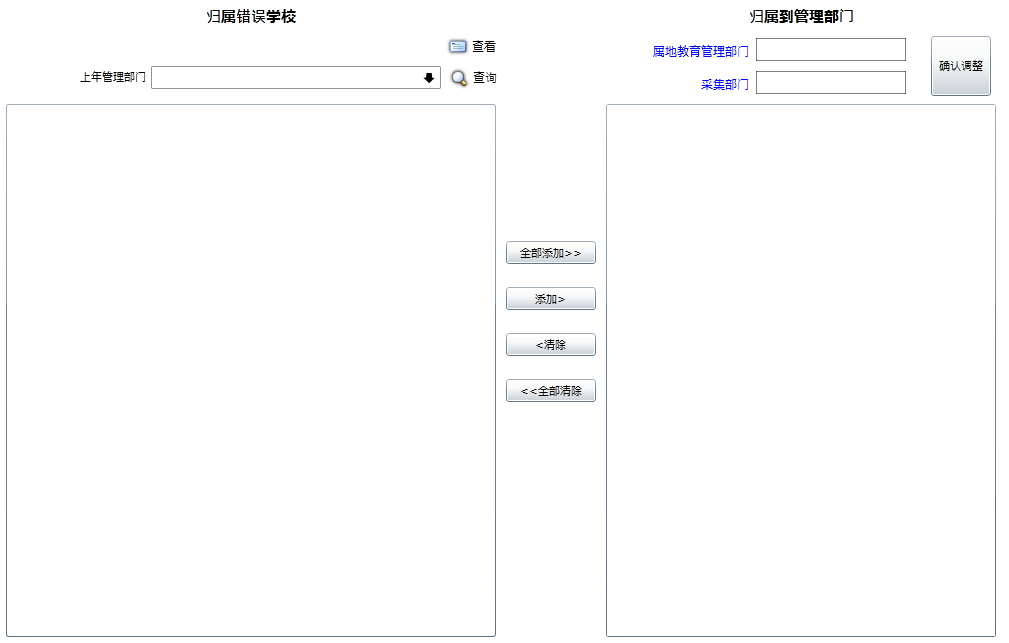 归属错误学校
查看
上年管理部门
查询
全部添加>>
添加>
<清除
<<全部清除
归属到管理部门
属地教育管理部门
采集部门
确认调整